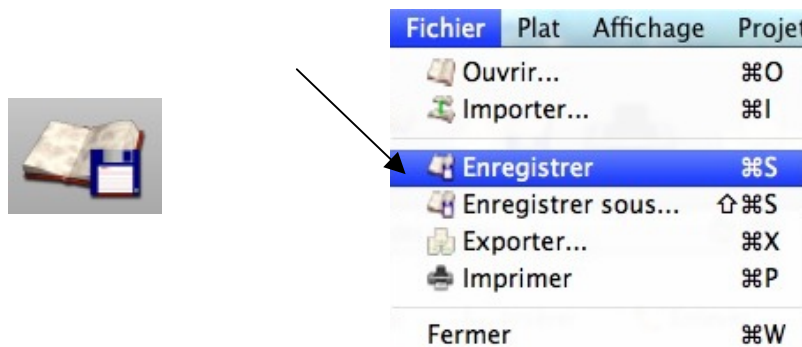 Fichier Plat Affichage Projet
Ouvrir... ⌘O
Importer... ⌘I
Enregistrer ⌘S
Enregistrer sous... ⇧⌘S
Exporter... ⌘X
Imprimer ⌘P
Fermer ⌘W